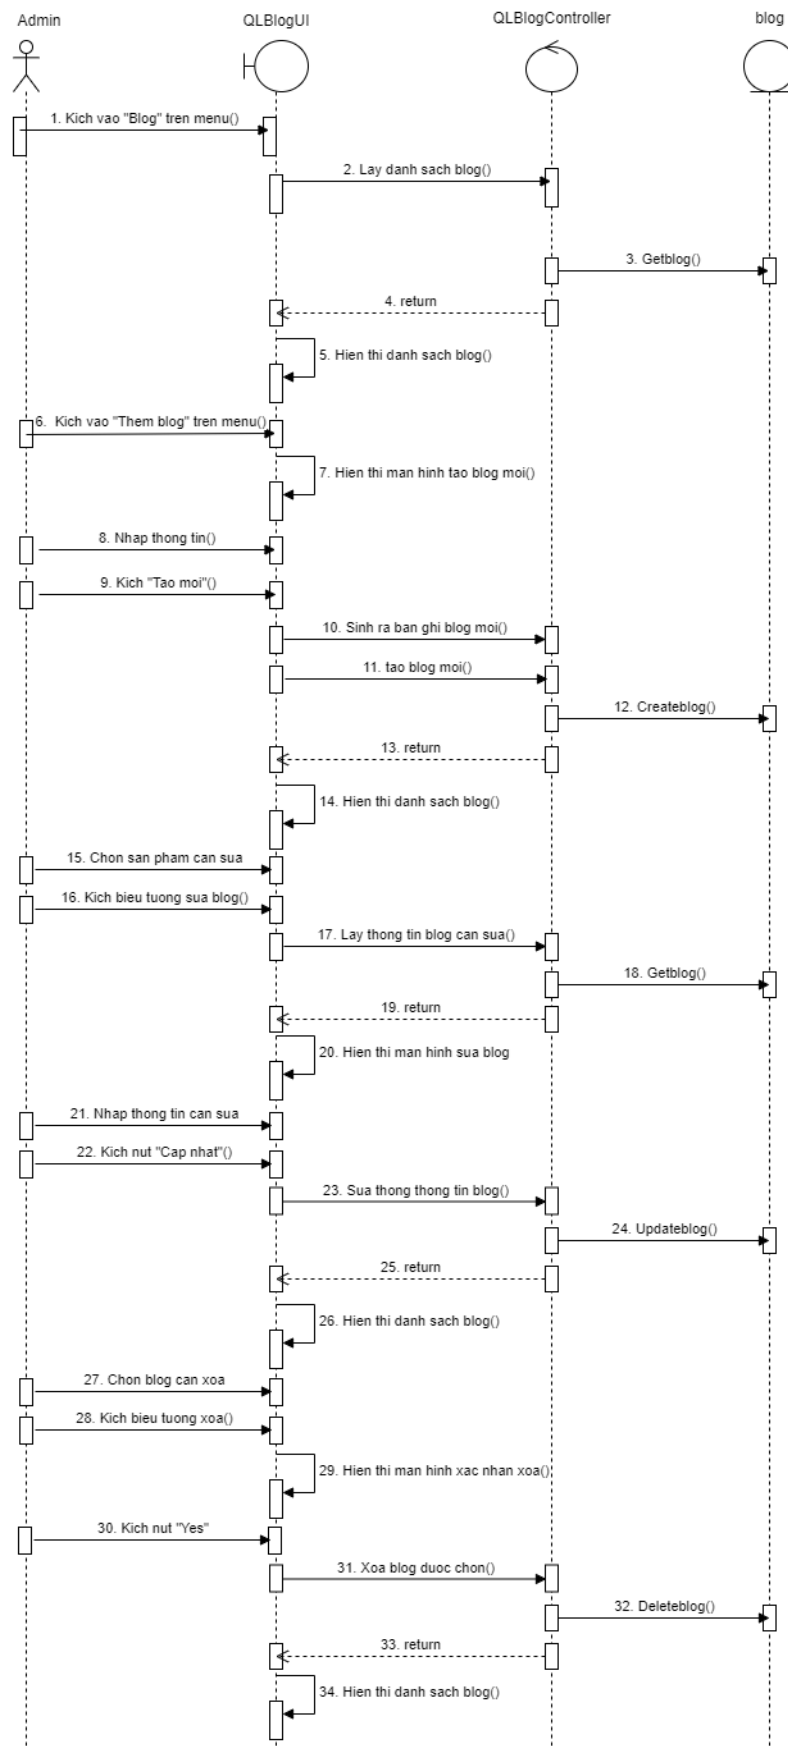 Admin
QLBlogUI
QLBlogController
blog
1. Kich vao "Blog" tren menu()
2. Lay danh sach blog()
3. Getblog()
4. return
5. Hien thi danh sach blog()
6. Kich vao "Them blog" tren menu()
7. Hien thi man hinh tao blog moi()
8. Nhap thong tin()
9. Kich "Tao moi"()
10. Sinh ra ban ghi blog moi()
11. tao blog moi()
12. Createblog()
13. return
14. Hien thi danh sach blog()
15. Chon san pham can sua
16. Kich bieu tuong sua blog()
17. Lay thong tin blog can sua()
18. Getblog()
19. return
20. Hien thi man hinh sua blog
21. Nhap thong tin can sua
22. Kich nut "Cap nhat"()
23. Sua thong thong tin blog()
24. Updateblog()
25. return
26. Hien thi danh sach blog()
27. Chon blog can xoa
28. Kich bieu tuong xoa()
29. Hien thi man hinh xac nhan xoa()
30. Kich nut "Yes"
31. Xoa blog duoc chon()
32. Deleteblog()
33. return
34. Hien thi danh sach blog()